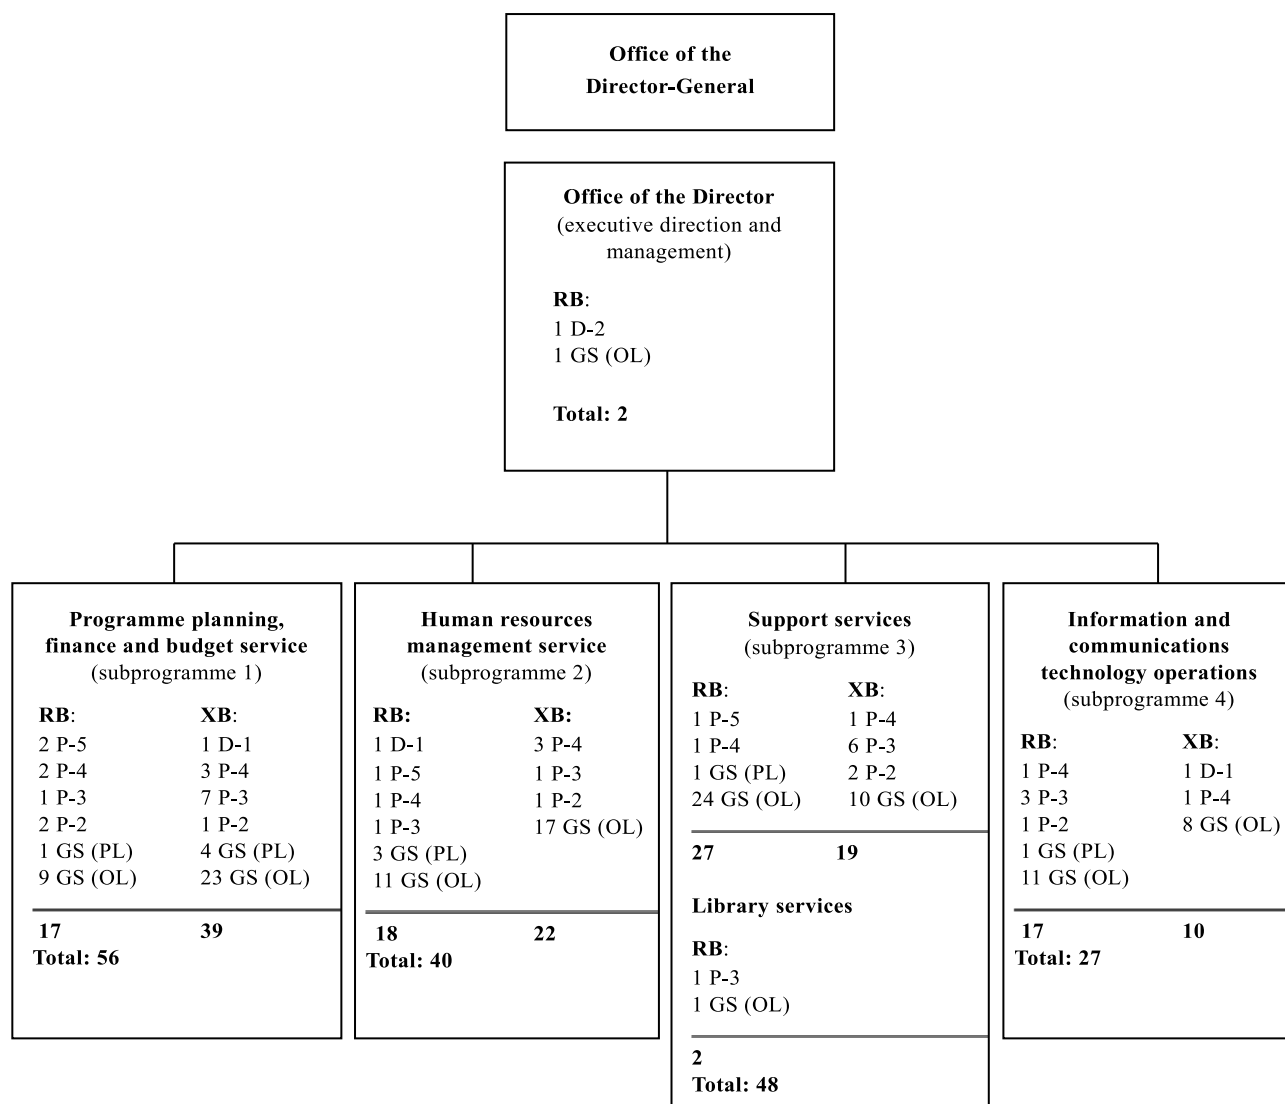 Office of the
Director-General
Office of the Director
(executive direction and
management)
RB:
1 D-2
1 GS (OL)
Total: 2
Programme planning,
finance and budget service
(subprogramme 1)
RB:
2 P-5
2 P-4
1 P-3
2 P-2
1 GS (PL)
9 GS (OL)
XB:
1 D-1
3 P-4
7 P-3
1 P-2
4 GS (PL)
23 GS (OL)
17 39
Total: 56
Human resources
management service
(subprogramme 2)
RB:
1 D-1
1 P-5
1 P-4
1 P-3
3 GS (PL)
11 GS (OL)
XB:
3 P-4
1 P-3
1 P-2
17 GS (OL)
18 22
Total: 40
Support services
(subprogramme 3)
RB:
1 P-5
1 P-4
1 GS (PL)
24 GS (OL)
XB:
1 P-4
6 P-3
2 P-2
10 GS (OL)
27 19
Library services
RB:
1 P-3
1 GS (OL)
2
Total: 48
Information and
communications
technology operations
(subprogramme 4)
RB:
1 P-4
3 P-3
1 P-2
1 GS (PL)
11 GS (OL)
XB:
1 D-1
1 P-4
8 GS (OL)
17 10
Total: 27